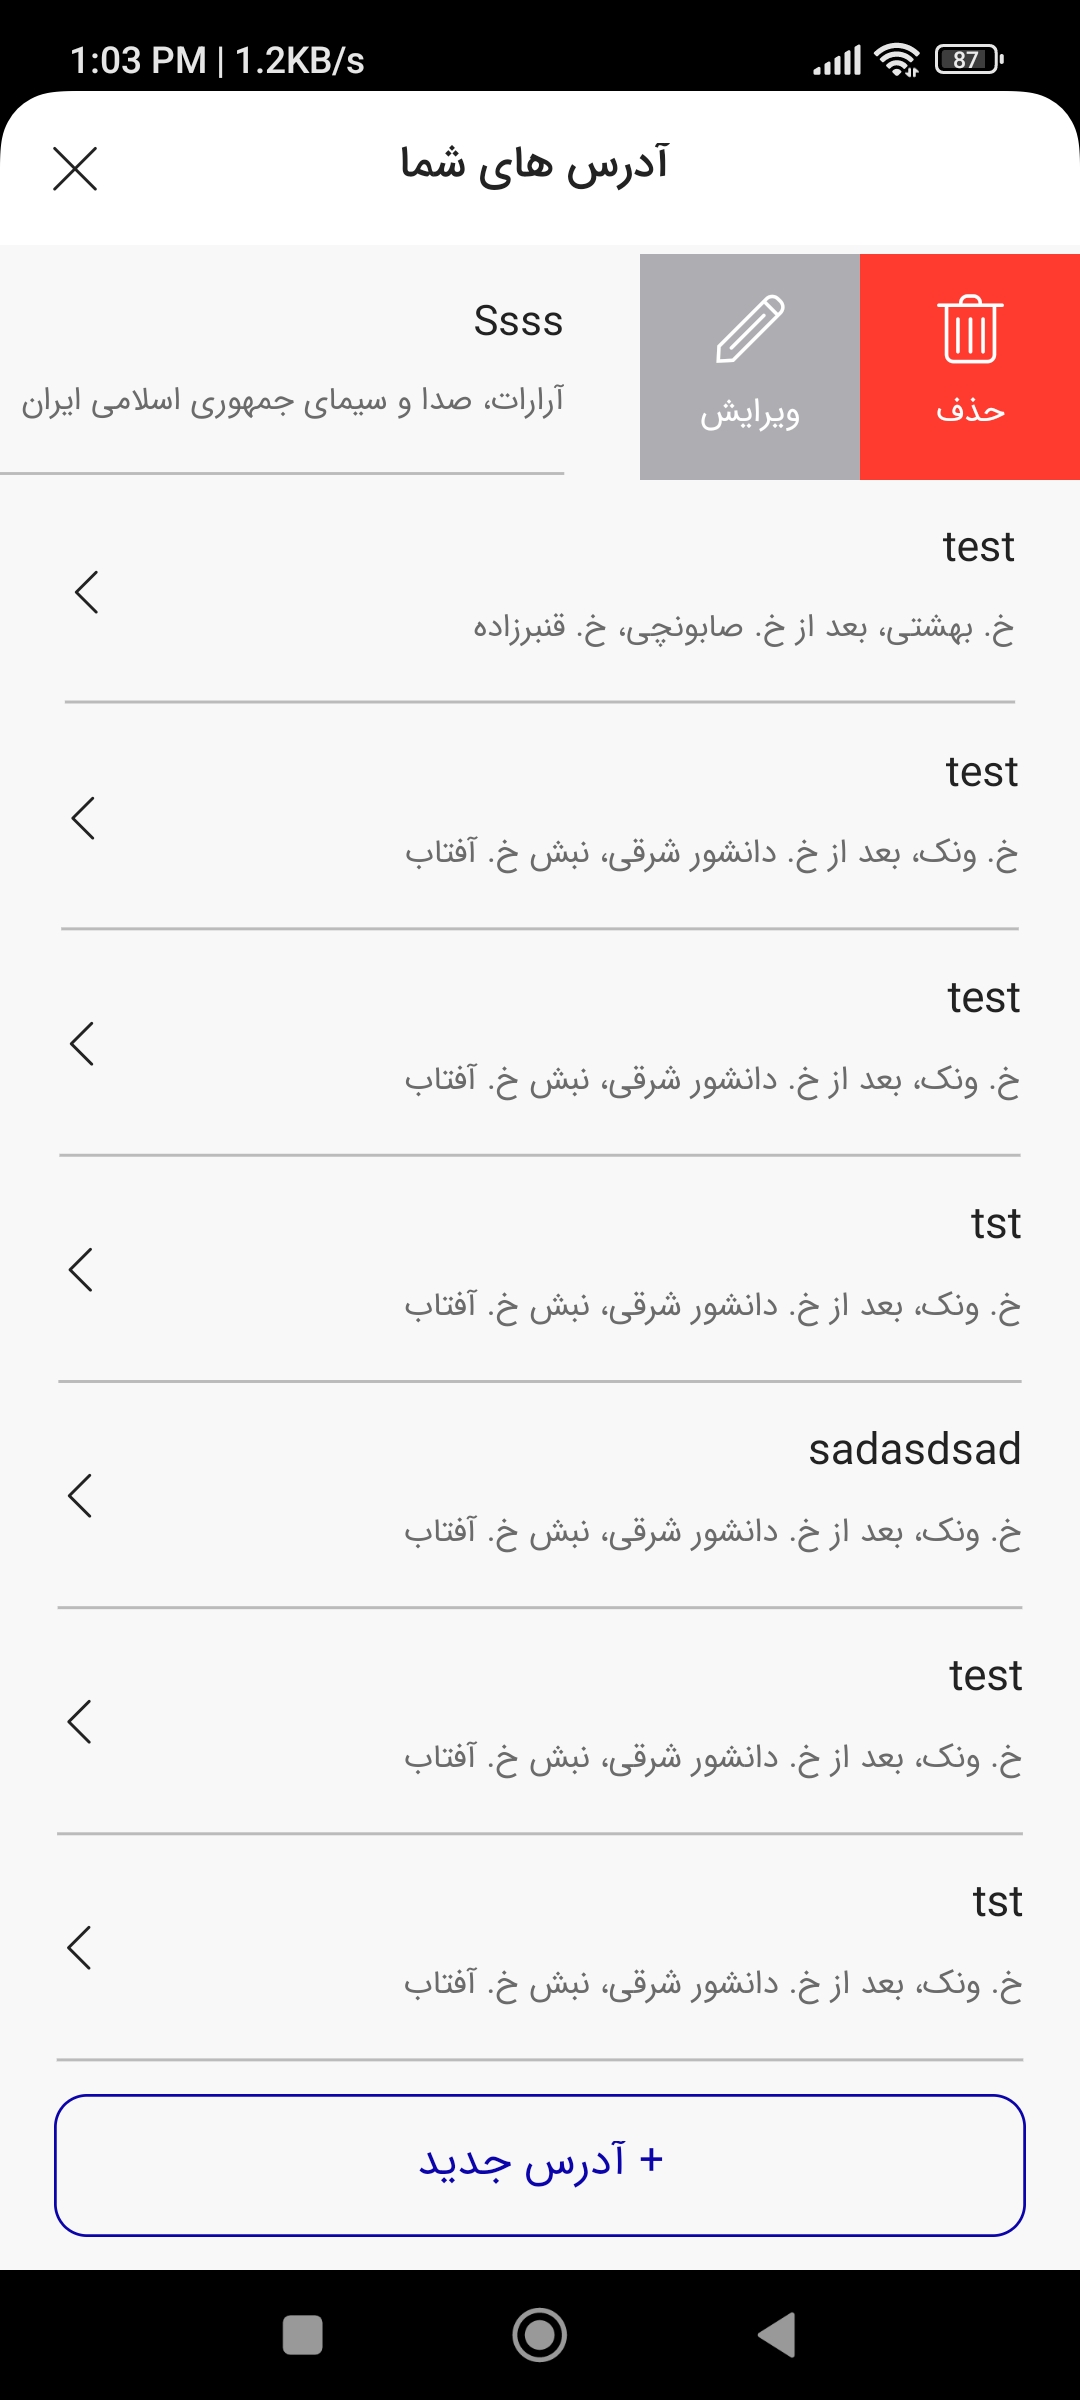 1:03 PM | 1.2KB/s
87
آدرس های شما
حذف
ویرایش
Ssss
آرارات، صدا و سیمای جمهوری اسلامی ایران
test
خ. بهشتی، بعد از خ. صابونچی، خ. قنبرزاده
test
خ. ونک، بعد از خ. دانشور شرقی، نبش خ. آفتاب
test
خ. ونک، بعد از خ. دانشور شرقی، نبش خ. آفتاب
tst
خ. ونک، بعد از خ. دانشور شرقی، نبش خ. آفتاب
sadasdsad
خ. ونک، بعد از خ. دانشور شرقی، نبش خ. آفتاب
test
خ. ونک، بعد از خ. دانشور شرقی، نبش خ. آفتاب
tst
خ. ونک، بعد از خ. دانشور شرقی، نبش خ. آفتاب
+ آدرس جدید